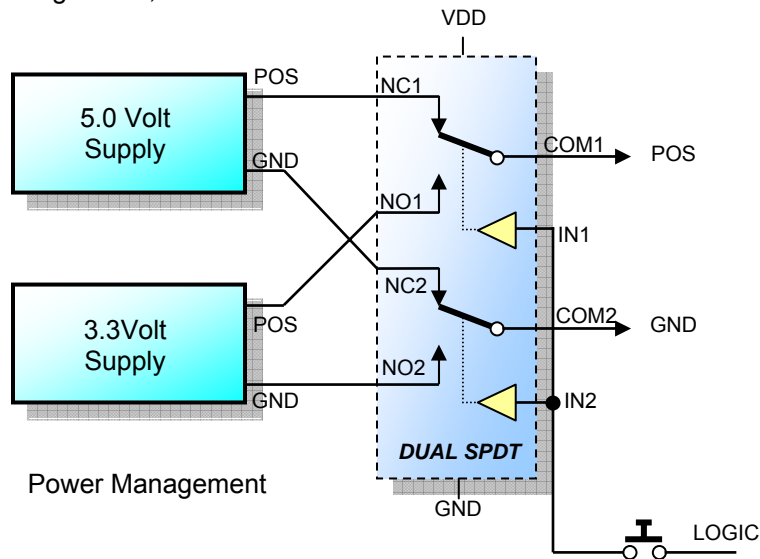 VDD
POS
NC1
5.0 Volt
Supply
COM1
POS
GND
NO1
IN1
NC2
3.3Volt
Supply
POS
COM2
GND
NO2
GND
IN2
DUAL SPDT
Power Management
GND
LOGIC